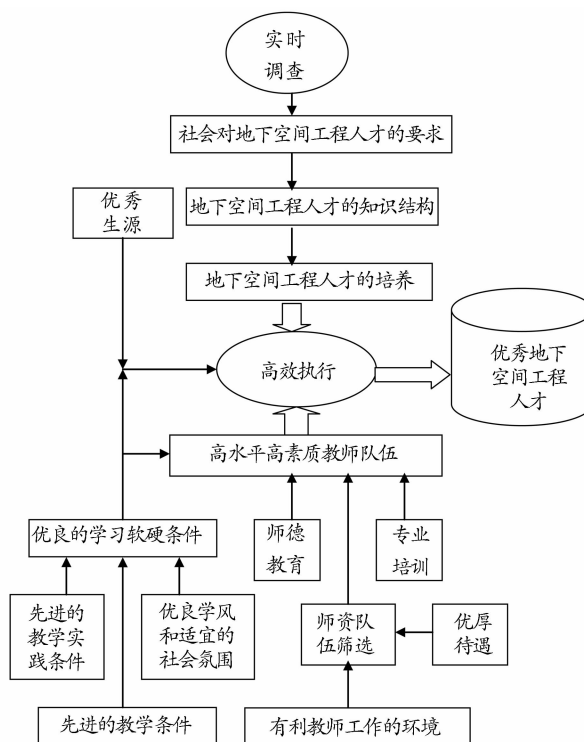 实时
调查
社会对地下空间工程人才的要求
优秀
生源
地下空间工程人才的知识结构
地下空间工程人才的培养
高效执行
优秀地下
空间工程
人才
高水平高素质教师队伍
优良的学习软硬条件
师德
教育
专业
培训
先进的
教学实
践条件
优良学风
和适宜的
社会氛围
师资队
伍筛选
优厚
待遇
先进的教学条件
有利教师工作的环境